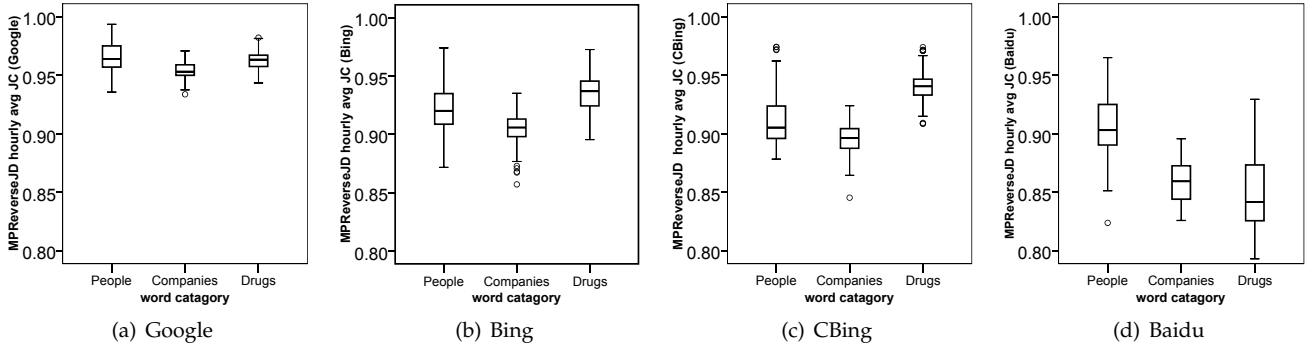 MPReverseJD hourly avg JC (Google)
1.00
0.95
0.90
0.85
0.80
People Companies Drugs
word catagory
(a) Google
MPReverseJD hourly avg JC (Bing)
1.00
0.95
0.90
0.85
0.80
People Companies Drugs
word catagory
(b) Bing
MPReverseJD hourly avg JC (CBing)
1.00
0.95
0.90
0.85
0.80
People Companies Drugs
word catagory
(c) CBing
MPReverseJD hourly avg JC (Baidu)
1.00
0.95
0.90
0.85
0.80
People Companies Drugs
word catagory
(d) Baidu